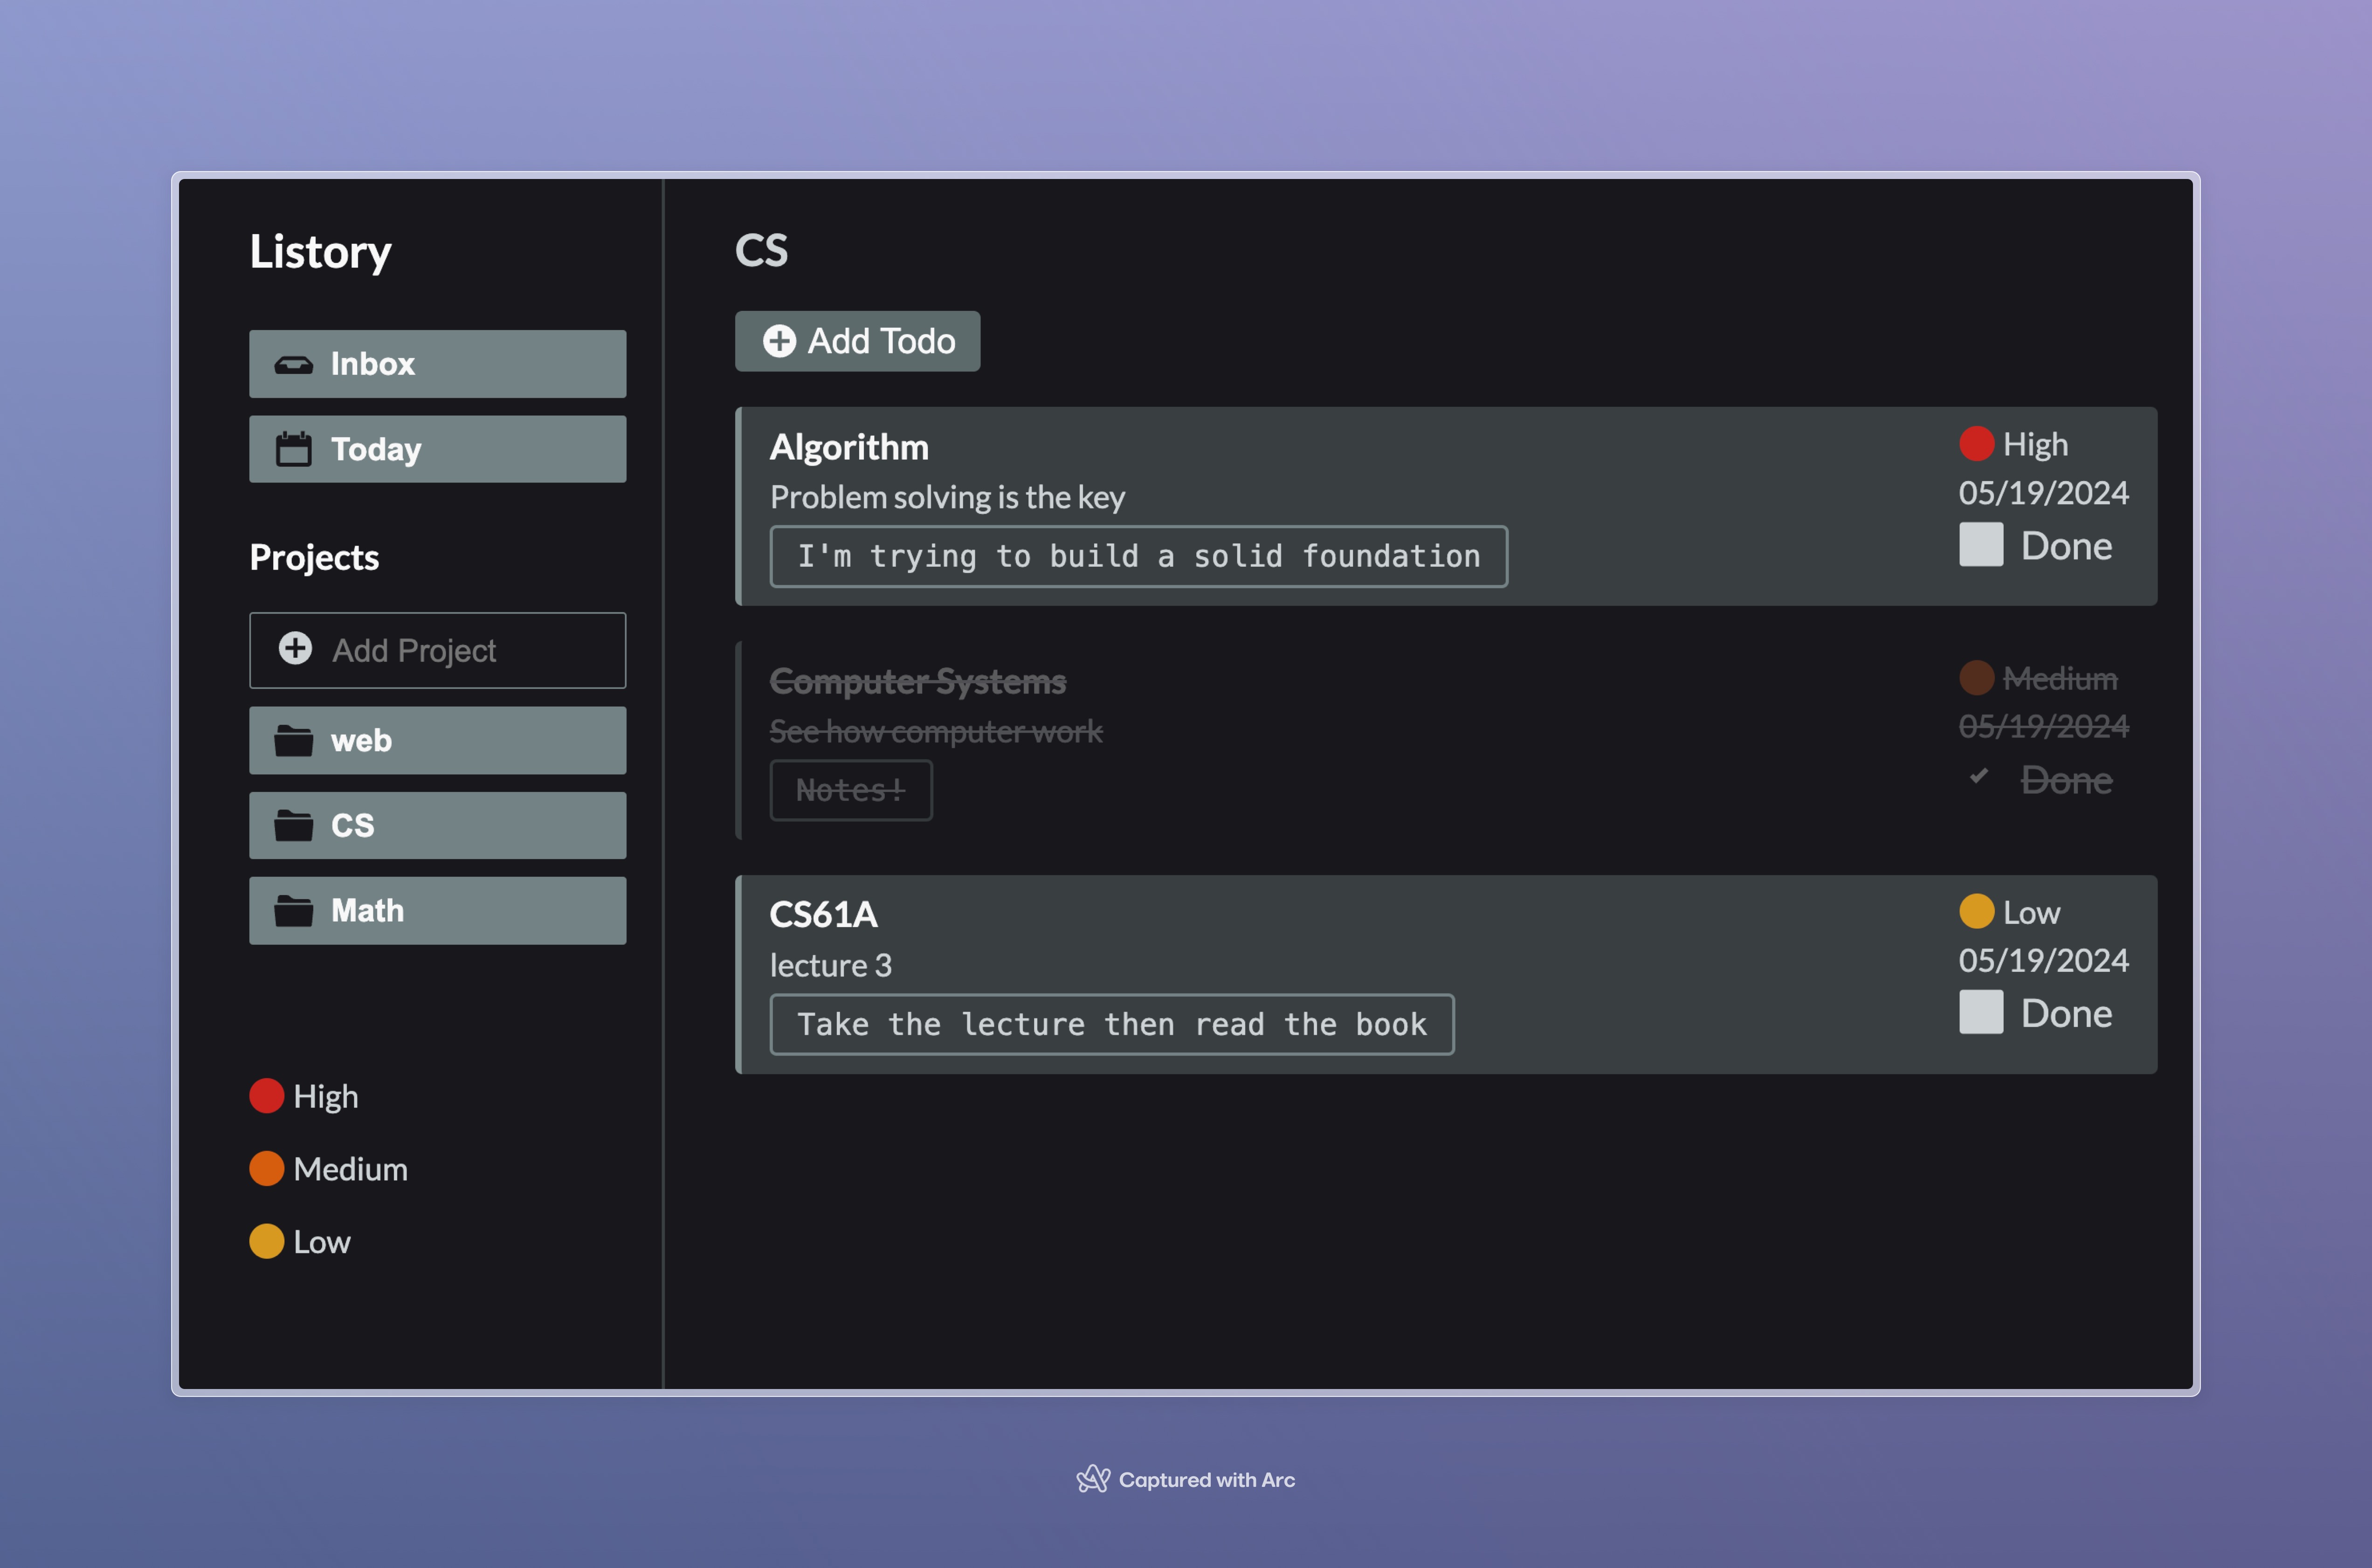 Listory
Inbox
Today
Projects
Add Project
web
CS
Math
High
Medium
Low
CS
Add Todo
Algorithm
Problem solving is the key
I'm trying to build a solid foundation
High
05/19/2024
Done
Computer Systems
See how computer work
Notes!
Medium
05/19/2024
Done
CS61A
lecture 3
Take the lecture then read the book
Low
05/19/2024
Done
Captured with Arc